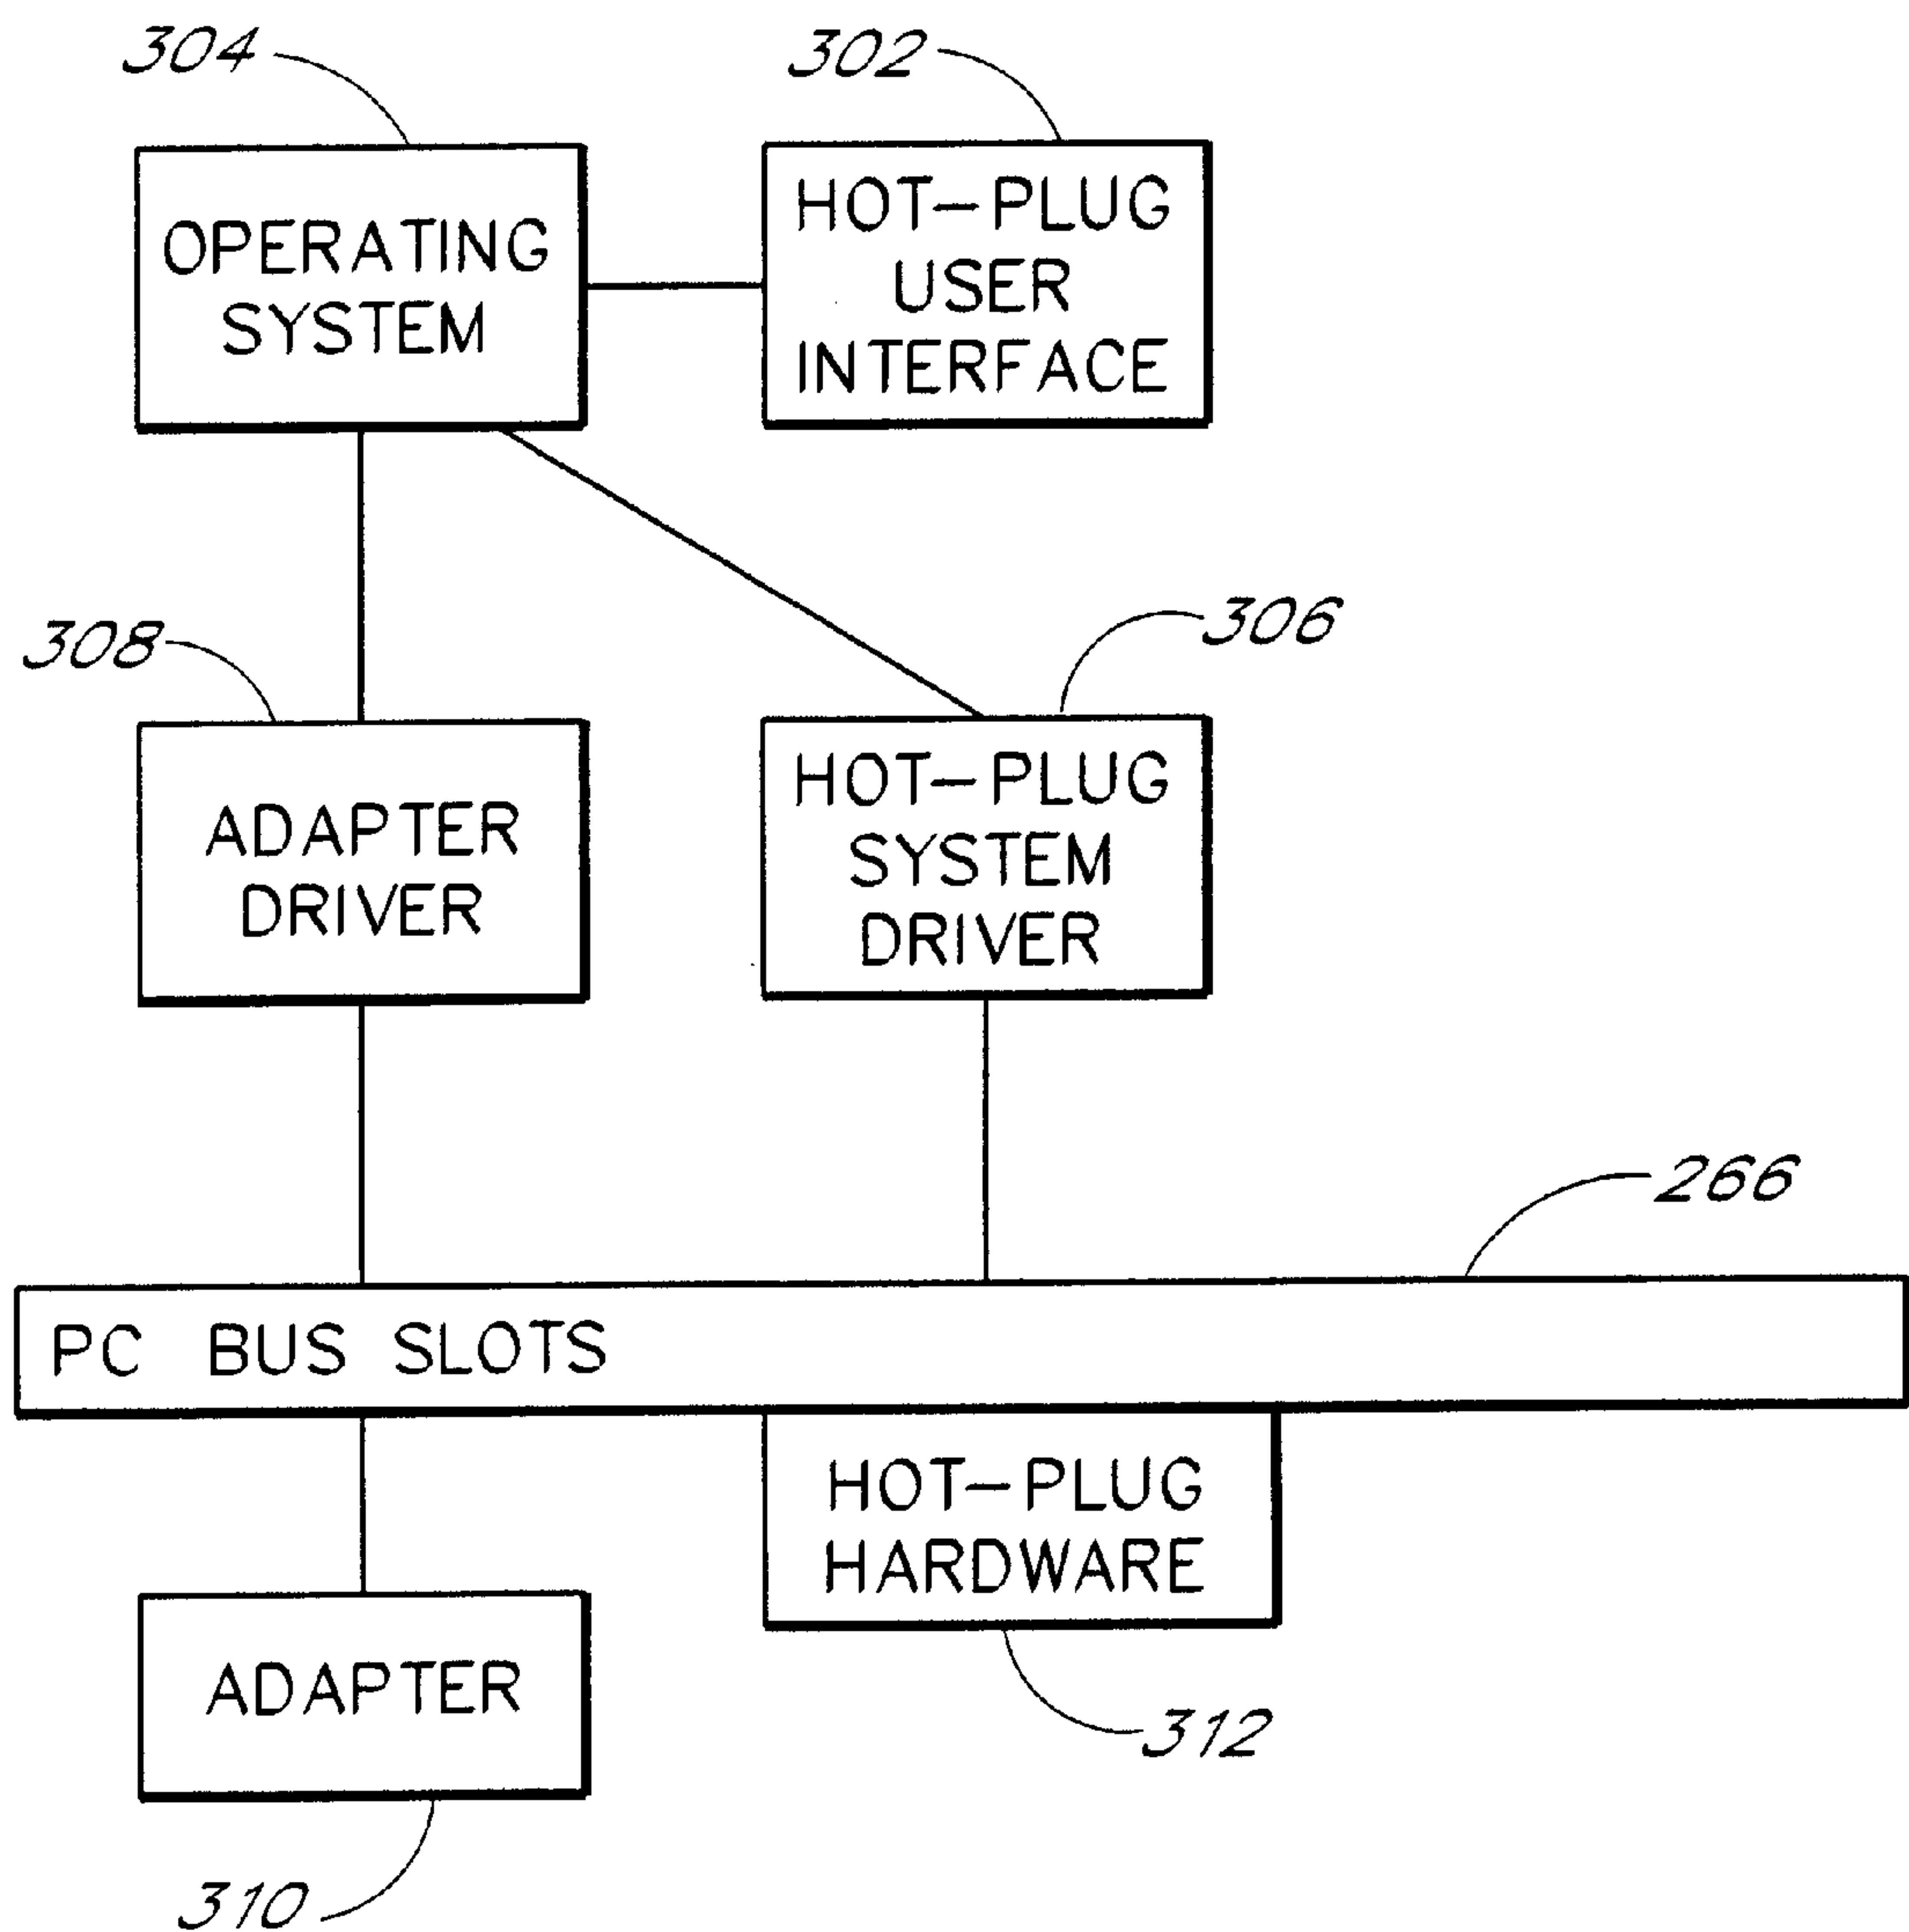 304
302
OPERATING
SYSTEM
HOT-PLUG
USER
INTERFACE
308
306
ADAPTER
DRIVER
HOT-PLUG
SYSTEM
DRIVER
266
PC BUS SLOTS
HOT-PLUG
HARDWARE
ADAPTER
312
310